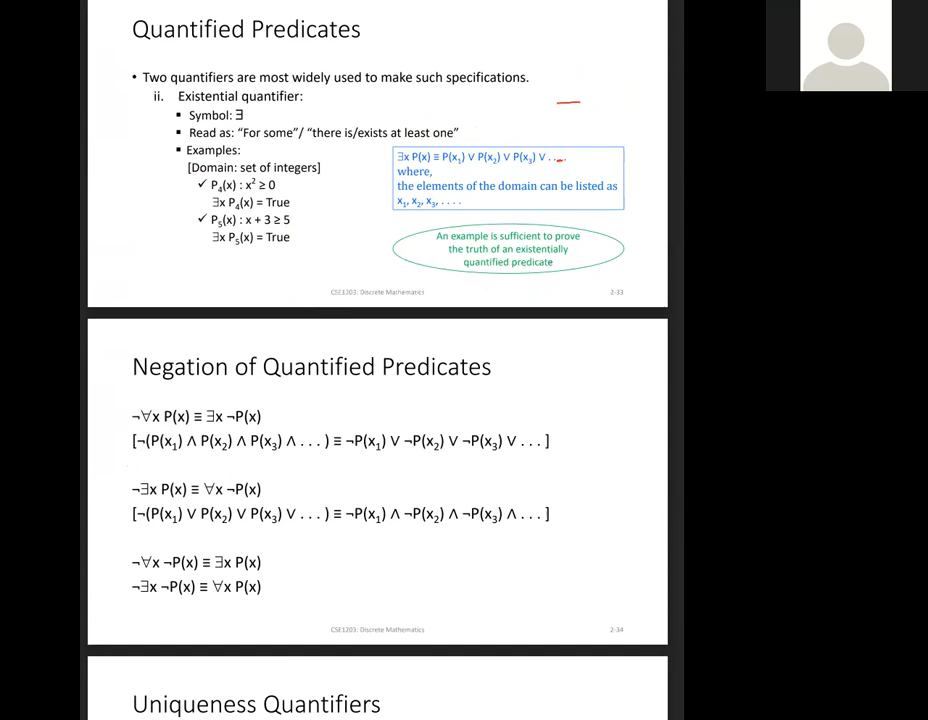 Quantified Predicates
• Two quantifiers are most widely used to make such specifications.
ii. Existential quantifier:
▪ Symbol: ∃
▪ Read as: “For some”/ “there is/exists at least one”
▪ Examples:
[Domain: set of integers]
✓ P₄(x) : x² ≥ 0
∃x P₄(x) = True
✓ P₅(x) : x + 3 ≥ 5
∃x P₅(x) = True
∃x P(x) ≡ P(x₁) ∨ P(x₂) ∨ P(x₃) ∨ . . . .
where,
the elements of the domain can be listed as
x₁, x₂, x₃, . . . .
An example is sufficient to prove
the truth of an existentially
quantified predicate
CSE1203: Discrete Mathematics 2-33
Negation of Quantified Predicates
¬∀x P(x) ≡ ∃x ¬P(x)
[¬(P(x₁) ∧ P(x₂) ∧ P(x₃) ∧ . . . ) ≡ ¬P(x₁) ∨ ¬P(x₂) ∨ ¬P(x₃) ∨ . . . ]
¬∃x P(x) ≡ ∀x ¬P(x)
[¬(P(x₁) ∨ P(x₂) ∨ P(x₃) ∨ . . . ) ≡ ¬P(x₁) ∧ ¬P(x₂) ∧ ¬P(x₃) ∧ . . . ]
¬∀x ¬P(x) ≡ ∃x P(x)
¬∃x ¬P(x) ≡ ∀x P(x)
CSE1203: Discrete Mathematics 2-34
Uniqueness Quantifiers